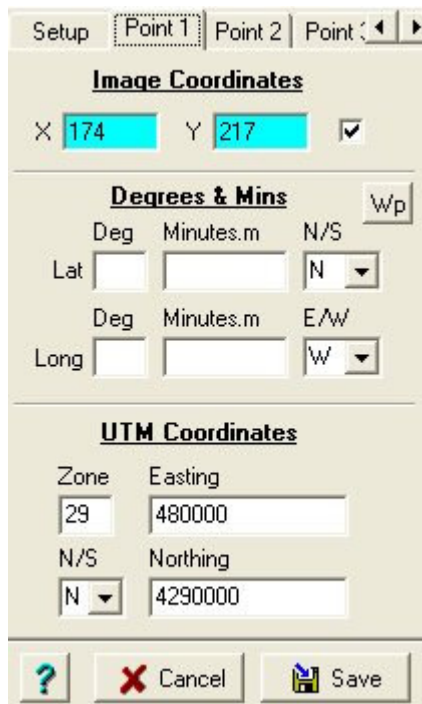 Setup Point 1 Point 2 Point
Image Coordinates
X 174 Y 217
Degrees & Mins Wp
Deg Minutes.m N/S
Lat N
Deg Minutes.m E/W
Long W
UTM Coordinates
Zone Easting
29 480000
N/S Northing
N 4290000
? Cancel Save